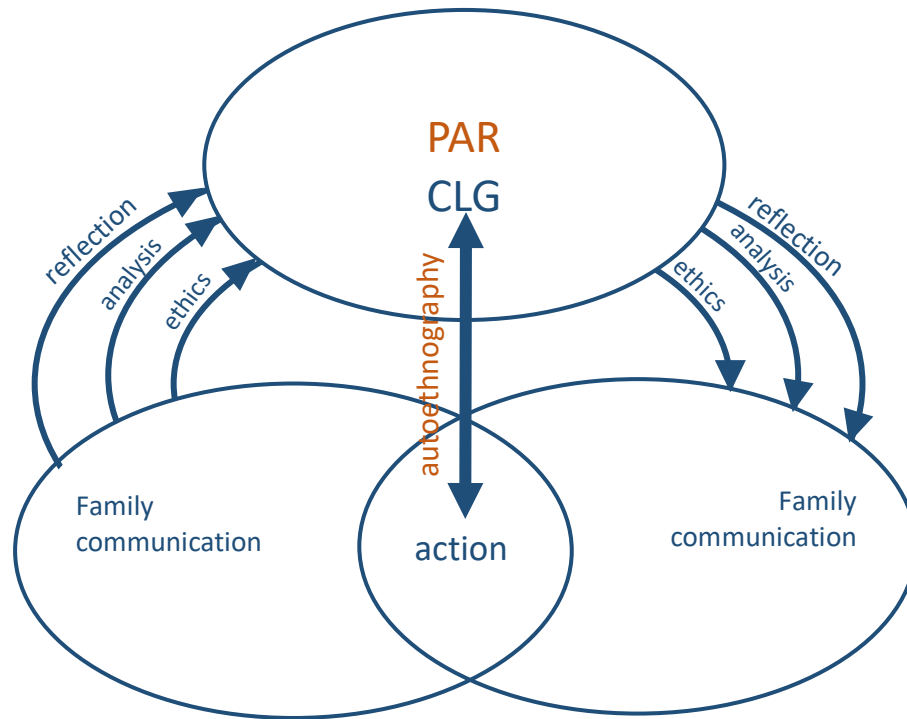 PAR
CLG
reflection
analysis
ethics
autoethnography
reflection
analysis
ethics
Family
communication
action
Family
communication